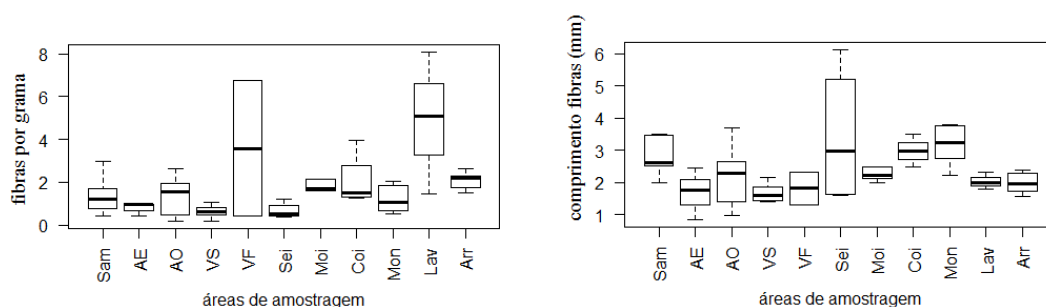 fibras por grama
8
6
4
2
0
Sam AE AO VS VF Sei Moi Coi Mon Lav Arr
áreas de amostragem
comprimento fibras (mm)
6
5
4
3
2
1
Sam AE AO VS VF Sei Moi Coi Mon Lav Arr
áreas de amostragem